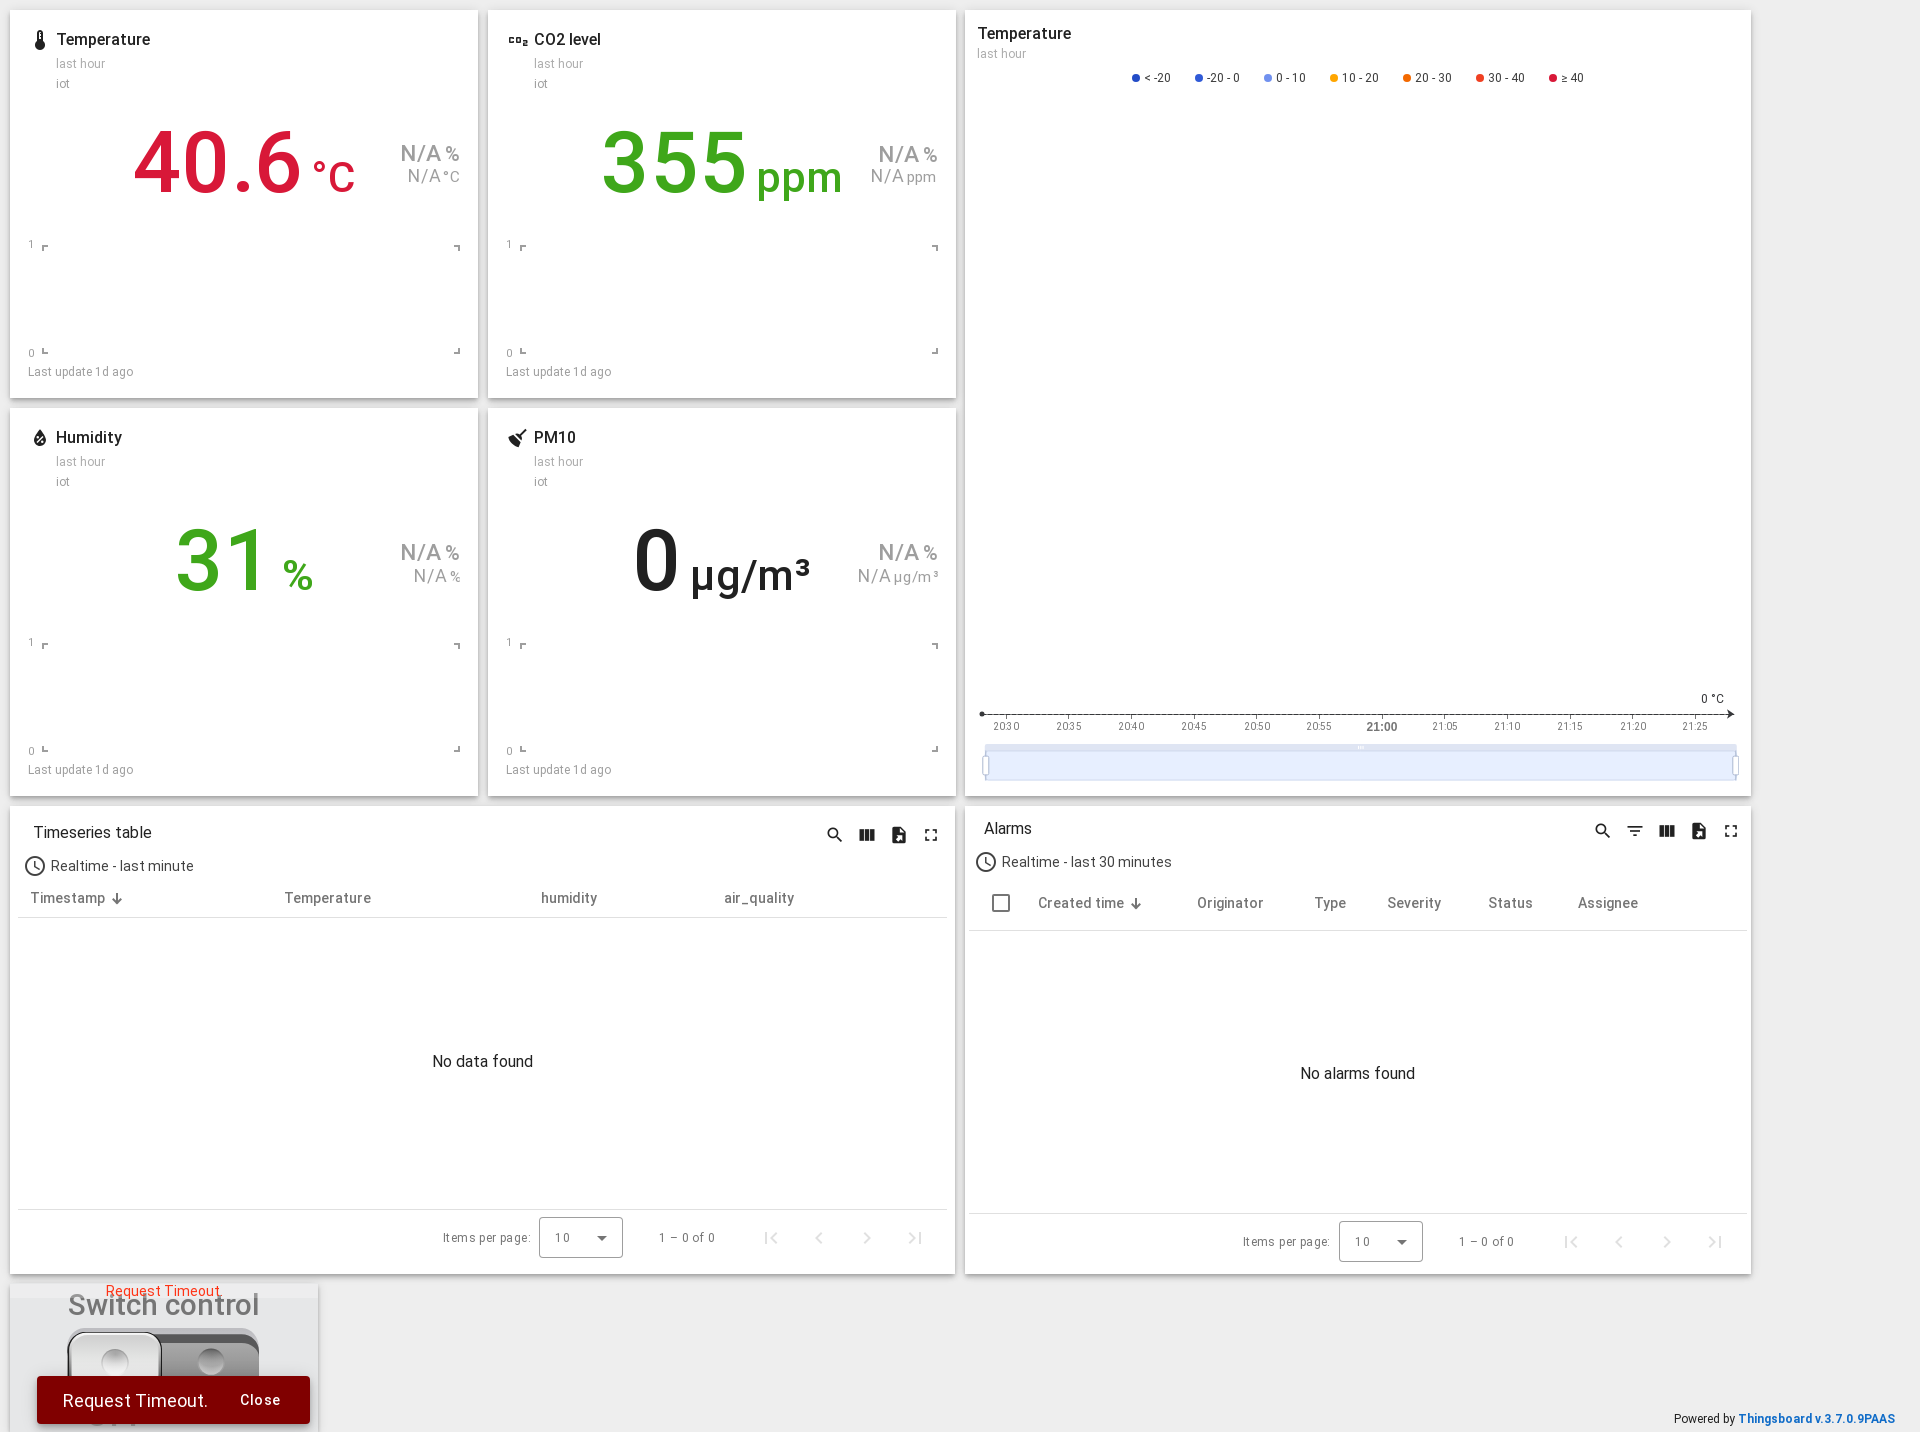 Temperature
last hour
iot
40.6 °C
N/A %
N/A °C
1
0
Last update 1d ago
CO2 level
last hour
iot
355 ppm
N/A %
N/A ppm
1
0
Last update 1d ago
Temperature
last hour
< -20 -20 - 0 0 - 10 10 - 20 20 - 30 30 - 40 ≥ 40
0 °C
20:30 20:35 20:40 20:45 20:50 20:55 21:00 21:05 21:10 21:15 21:20 21:25
Humidity
last hour
iot
31 %
N/A %
N/A %
1
0
Last update 1d ago
PM10
last hour
iot
0 µg/m³
N/A %
N/A µg/m³
1
0
Last update 1d ago
Timeseries table
Realtime - last minute
Timestamp Temperature humidity air_quality
No data found
Items per page: 10 1 – 0 of 0
Alarms
Realtime - last 30 minutes
Created time Originator Type Severity Status Assignee
No alarms found
Items per page: 10 1 – 0 of 0
Request Timeout.
Switch control
Request Timeout. Close
Powered by Thingsboard v.3.7.0.9PAAS